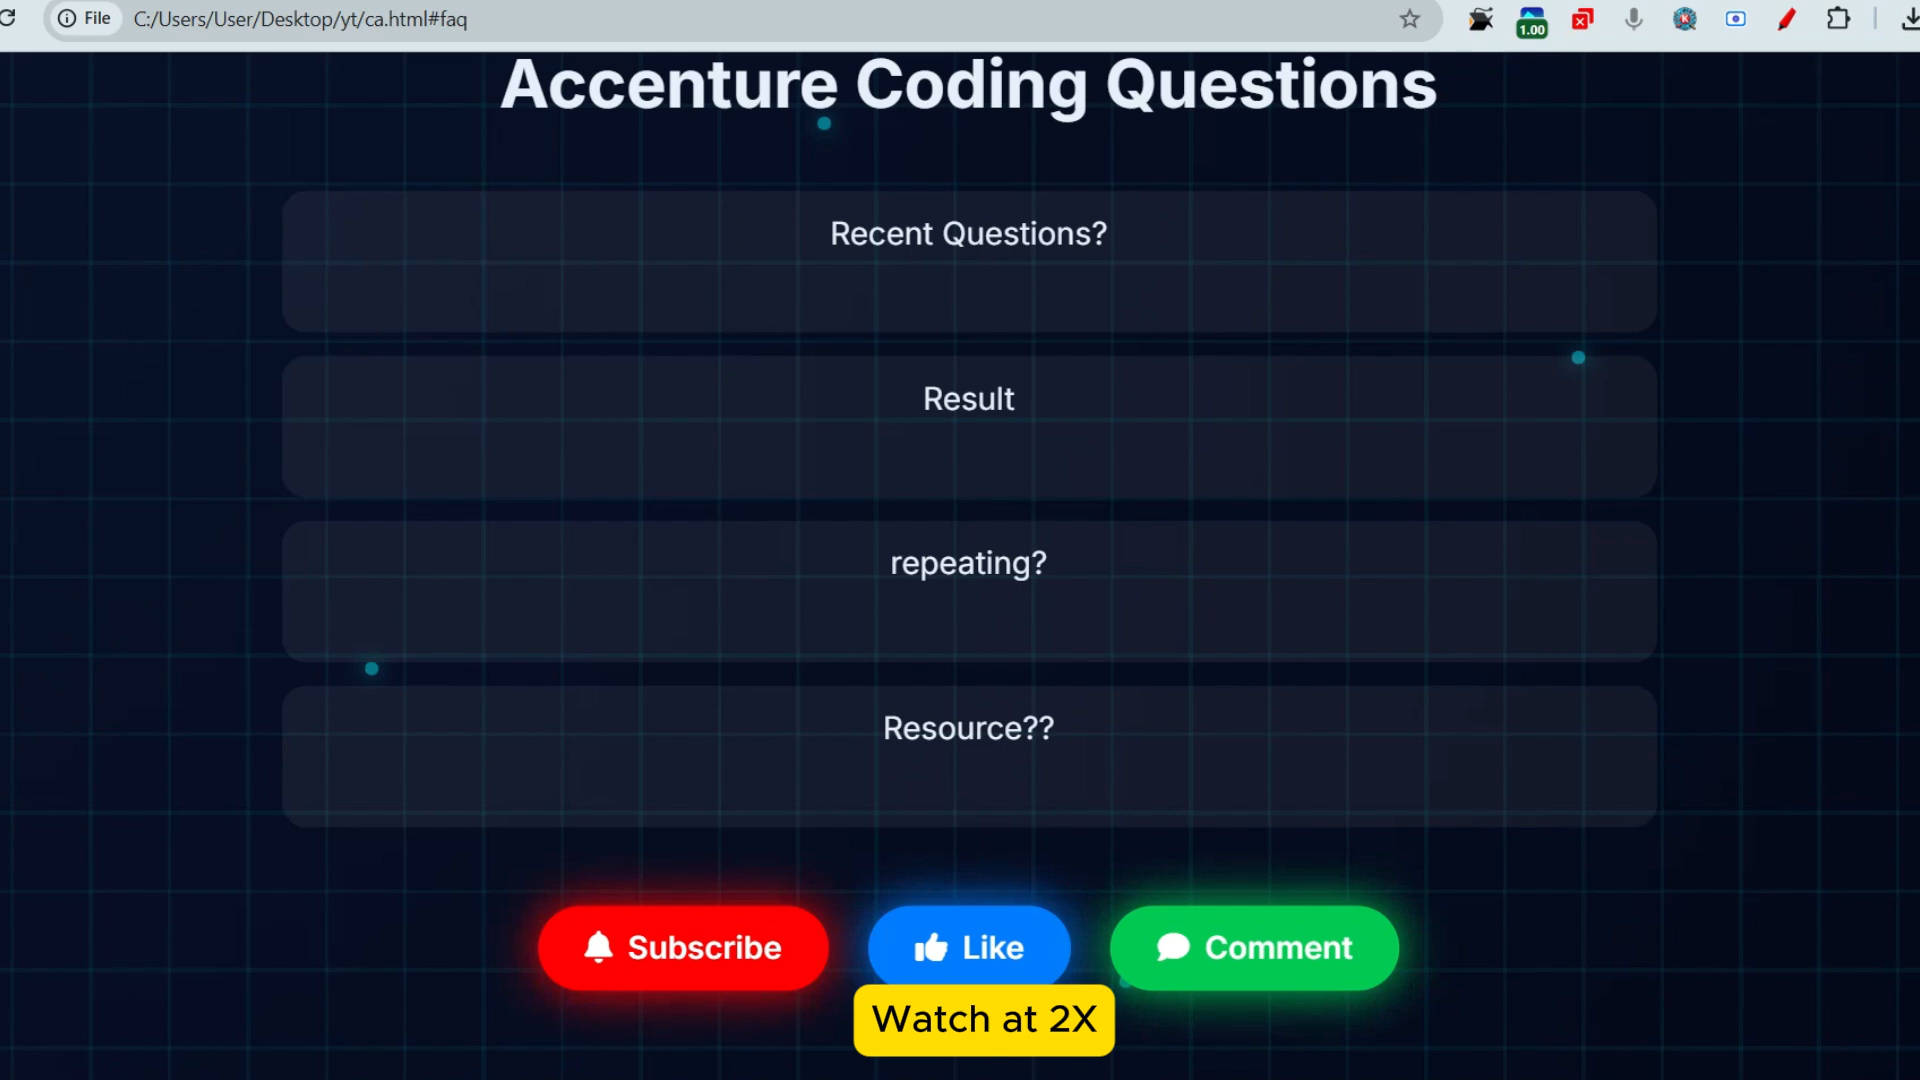 File C:/Users/User/Desktop/yt/ca.html#faq
1.00
Accenture Coding Questions
Recent Questions?
Result
repeating?
Resource??
Subscribe Like Comment
Watch at 2X